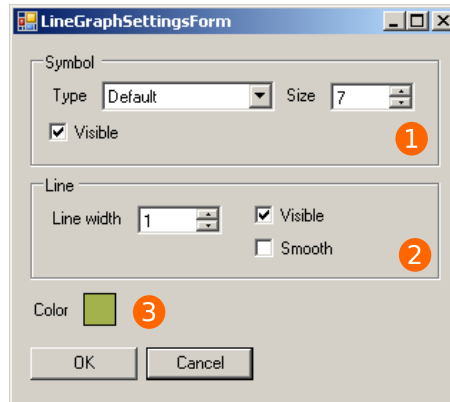 LineGraphSettingsForm
Symbol
Type Default Size 7
Visible
1
Line
Line width 1 Visible
Smooth
2
Color 3
OK Cancel